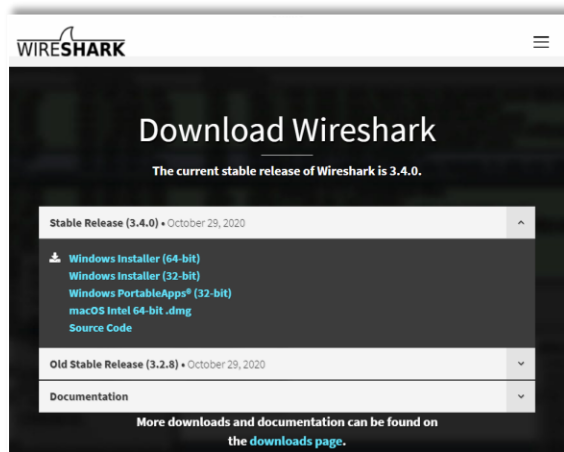 WIRESHARK
Download Wireshark
The current stable release of Wireshark is 3.4.0.
Stable Release (3.4.0) • October 29, 2020
Windows Installer (64-bit)
Windows Installer (32-bit)
Windows PortableApps® (32-bit)
macOS Intel 64-bit .dmg
Source Code
Old Stable Release (3.2.8) • October 29, 2020
Documentation
More downloads and documentation can be found on
the downloads page.